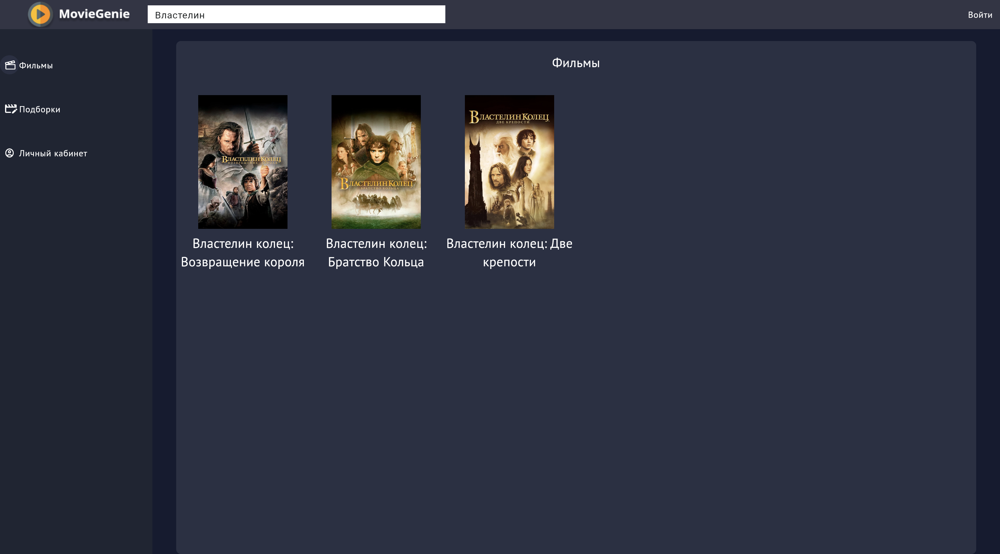 MovieGenie
Властелин
Войти
Фильмы
Подборки
Личный кабинет
Фильмы
ВЛАСТЕЛИН КОЛЕЦ
ВОЗВРАЩЕНИЕ КОРОЛЯ
ВЛАСТЕЛИН КОЛЕЦ
БРАТСТВО КОЛЬЦА
ВЛАСТЕЛИН КОЛЕЦ
ДВЕ КРЕПОСТИ
Властелин колец:
Возвращение короля
Властелин колец:
Братство Кольца
Властелин колец: Две
крепости